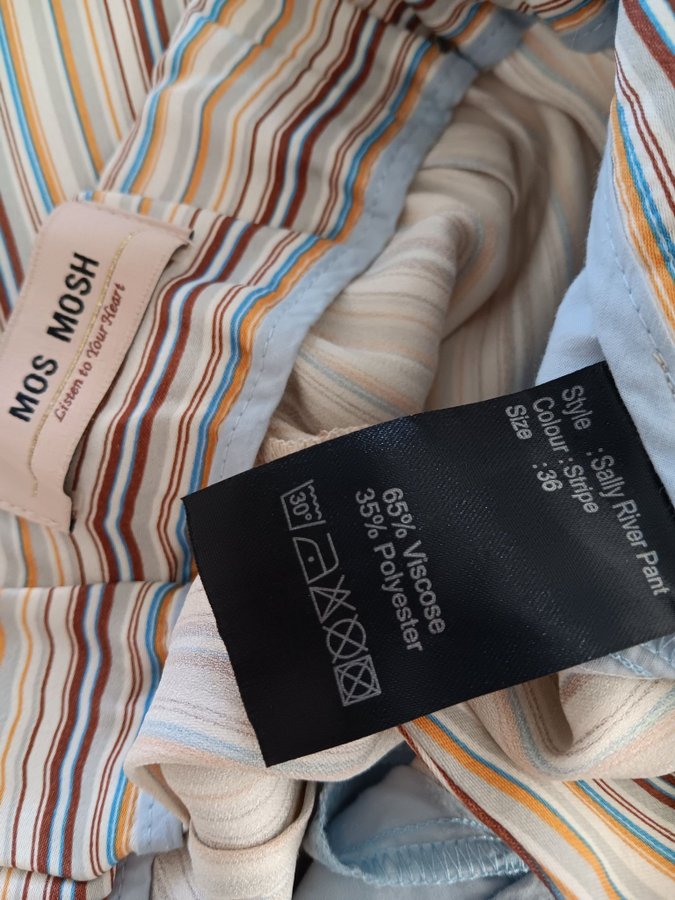 MOS MOSH
Listen to Your Heart
Style :Sally River Pant
Colour :Stripe
Size :36
65% Viscose
35% Polyester
30°